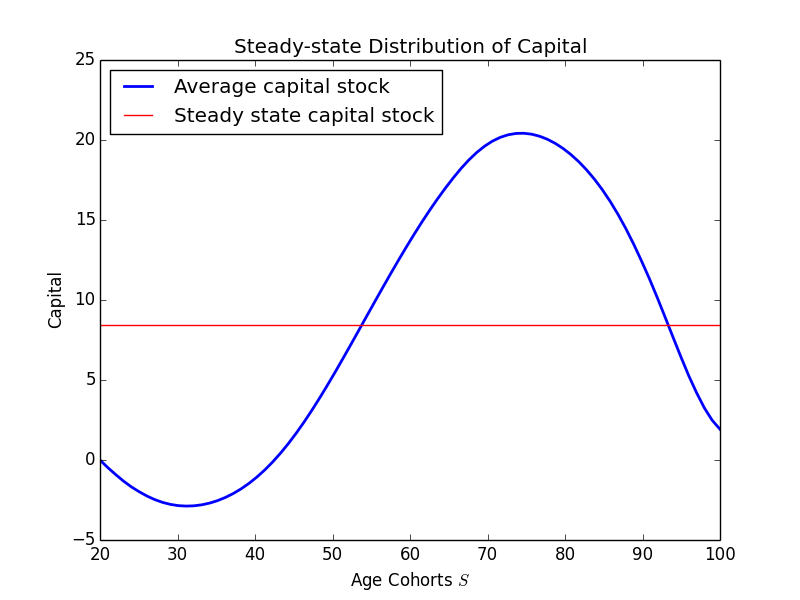 Steady-state Distribution of Capital
Average capital stock
Steady state capital stock
Capital
25
20
15
10
5
0
−5
20 30 40 50 60 70 80 90 100
Age Cohorts S